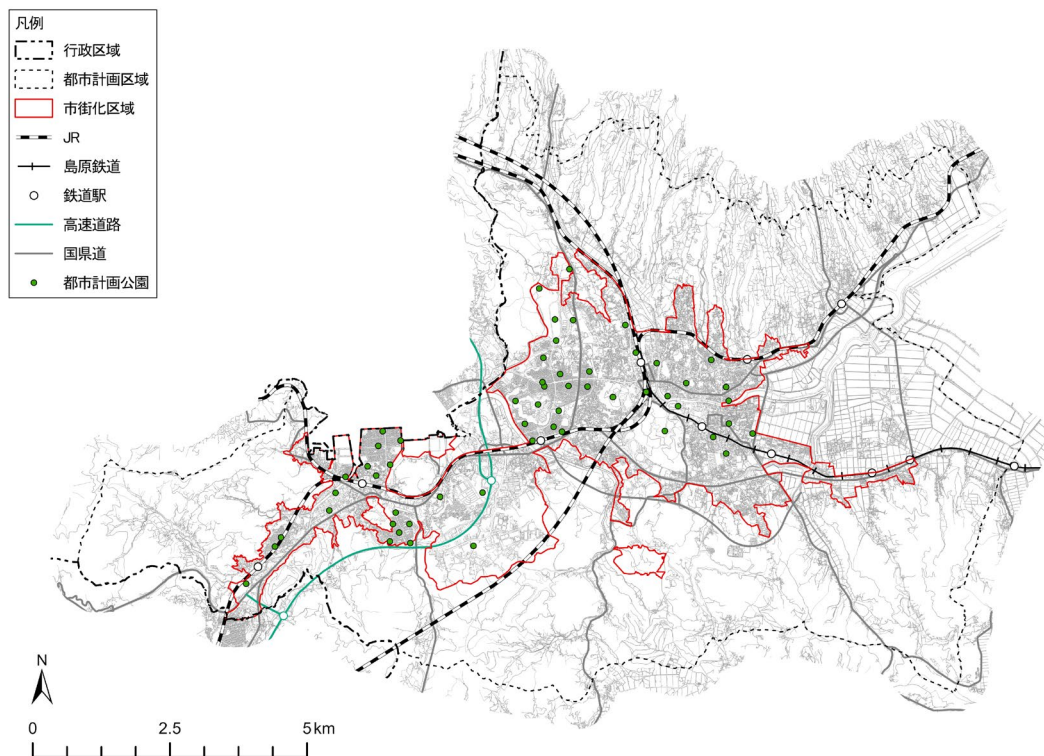 凡例
行政区域
都市計画区域
市街化区域
JR
島原鉄道
鉄道駅
高速道路
国県道
都市計画公園
N
0 2.5 5 km